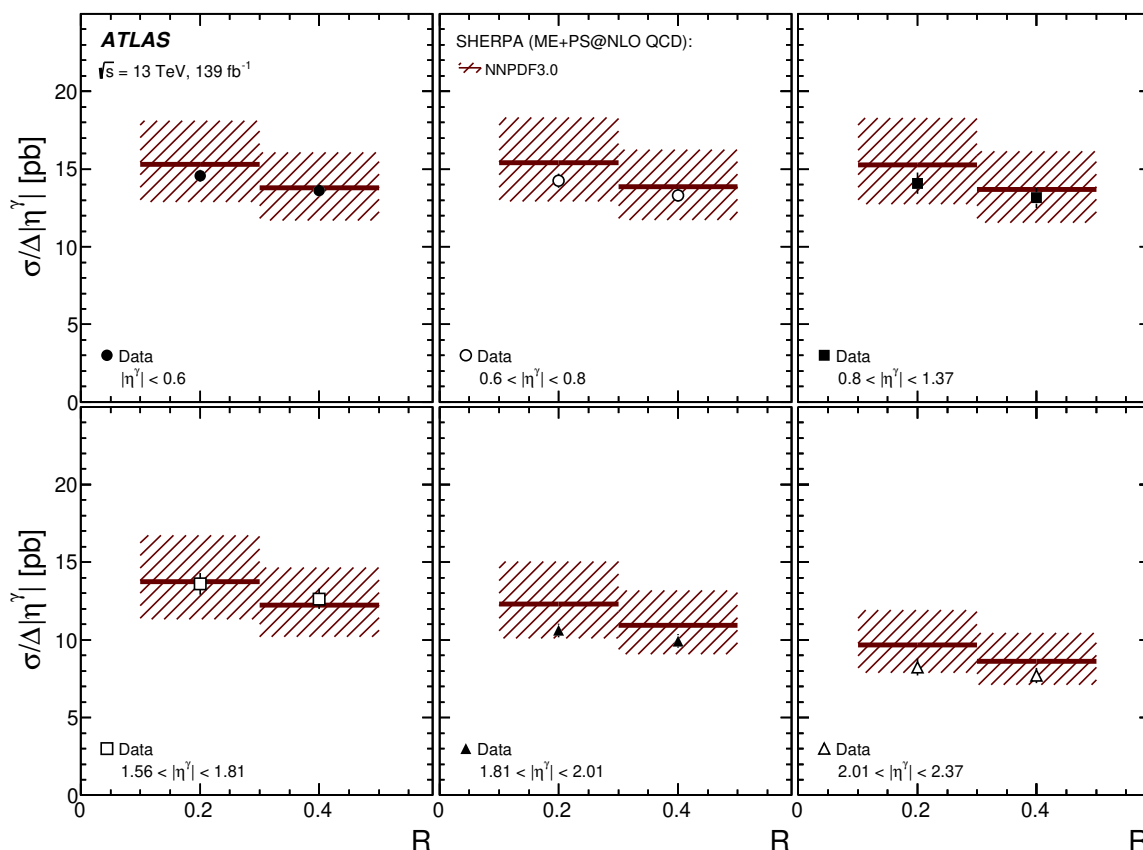 ATLAS
√s = 13 TeV, 139 fb⁻¹
SHERPA (ME+PS@NLO QCD):
NNPDF3.0
σ/Δ|η^γ| [pb]
20
15
10
5
0
Data
|η^γ| < 0.6
Data
0.6 < |η^γ| < 0.8
Data
0.8 < |η^γ| < 1.37
σ/Δ|η^γ| [pb]
20
15
10
5
0
Data
1.56 < |η^γ| < 1.81
Data
1.81 < |η^γ| < 2.01
Data
2.01 < |η^γ| < 2.37
0 0.2 0.4 0 0.2 0.4 0 0.2 0.4
R R R